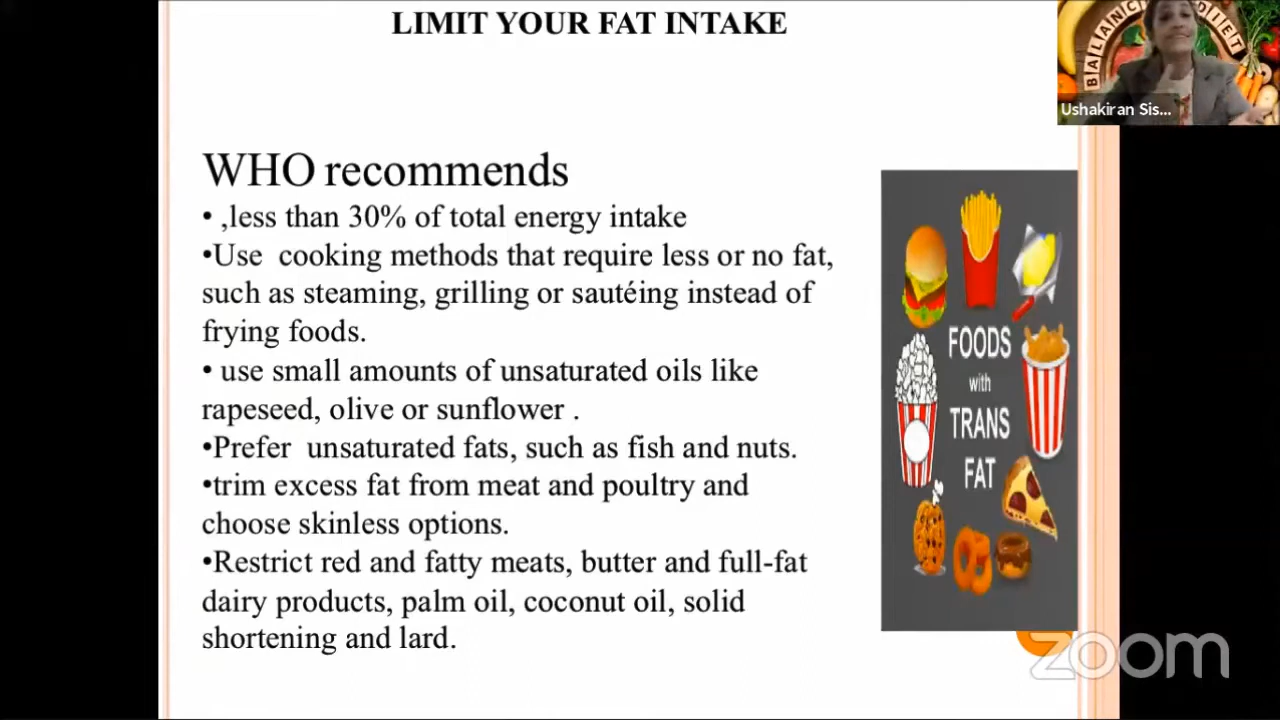 LIMIT YOUR FAT INTAKE
BALANC DIET
Ushakiran Sis...
WHO recommends
• ,less than 30% of total energy intake
•Use cooking methods that require less or no fat,
such as steaming, grilling or sautéing instead of
frying foods.
• use small amounts of unsaturated oils like
rapeseed, olive or sunflower .
•Prefer unsaturated fats, such as fish and nuts.
•trim excess fat from meat and poultry and
choose skinless options.
•Restrict red and fatty meats, butter and full-fat
dairy products, palm oil, coconut oil, solid
shortening and lard.
FOODS
with
TRANS
FAT
zoom